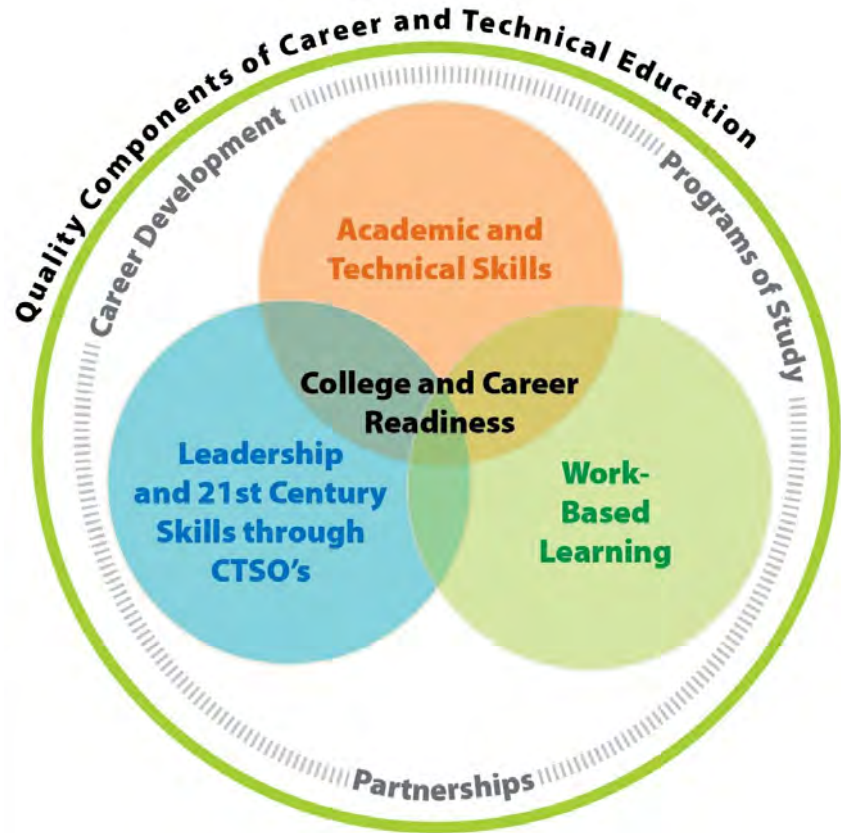 Quality Components of Career and Technical Education
Career Development
Programs of Study
Academic and
Technical Skills
College and Career
Readiness
Leadership
and 21st Century
Skills through
CTSO's
Work-
Based
Learning
Partnerships